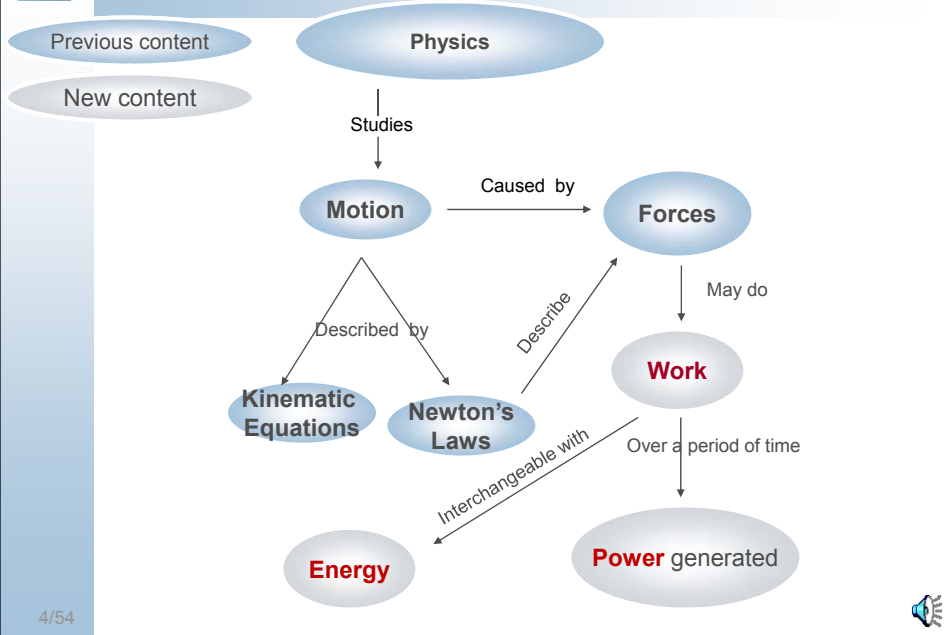 Previous content
Physics
New content
Studies
Motion
Caused by
Forces
May do
Described by
Describe
Work
Kinematic
Equations
Newton's
Laws
Interchangeable with
Over a period of time
Energy
Power generated
4/54